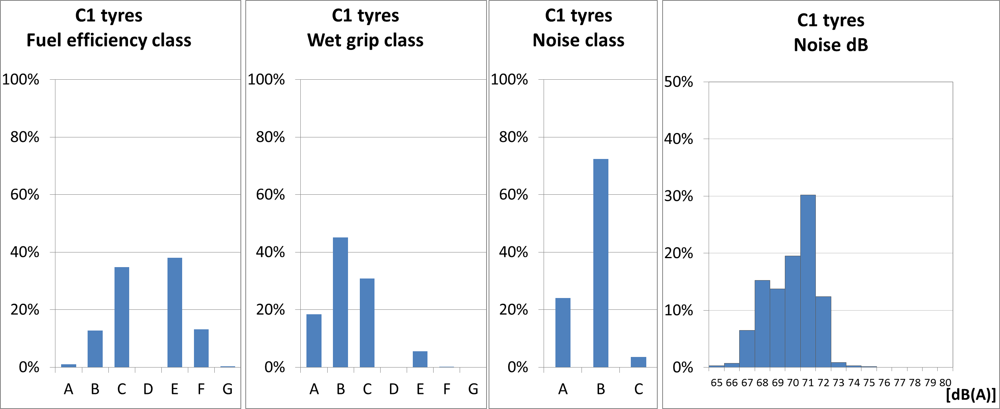 C1 tyres
Fuel efficiency class
100%
80%
60%
40%
20%
0%
A B C D E F G
C1 tyres
Wet grip class
100%
80%
60%
40%
20%
0%
A B C D E F G
C1 tyres
Noise class
100%
80%
60%
40%
20%
0%
A B C
C1 tyres
Noise dB
50%
40%
30%
20%
10%
0%
65 66 67 68 69 70 71 72 73 74 75 76 77 78 79 80
[dB(A)]